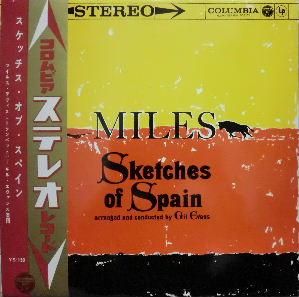 STEREO
COLUMBIA
MILES
Sketches
of Spain
arranged and conducted by Gil Evans
スケッチス・オブ・スペイン
コロムビア
ステレオ
レコード